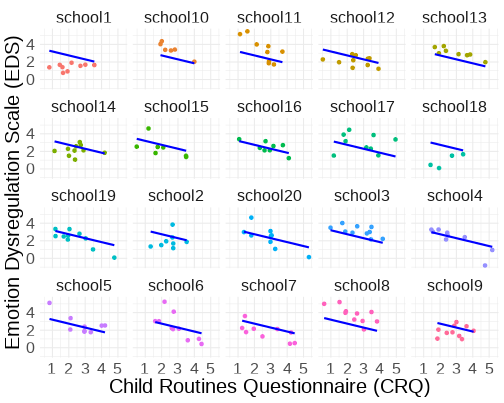 school1 school10 school11 school12 school13
4
2
0
school14 school15 school16 school17 school18
4
2
0
school19 school2 school20 school3 school4
4
2
0
school5 school6 school7 school8 school9
4
2
0
1 2 3 4 5 1 2 3 4 5 1 2 3 4 5 1 2 3 4 5 1 2 3 4 5
Child Routines Questionnaire (CRQ)
Emotion Dysregulation Scale (EDS)